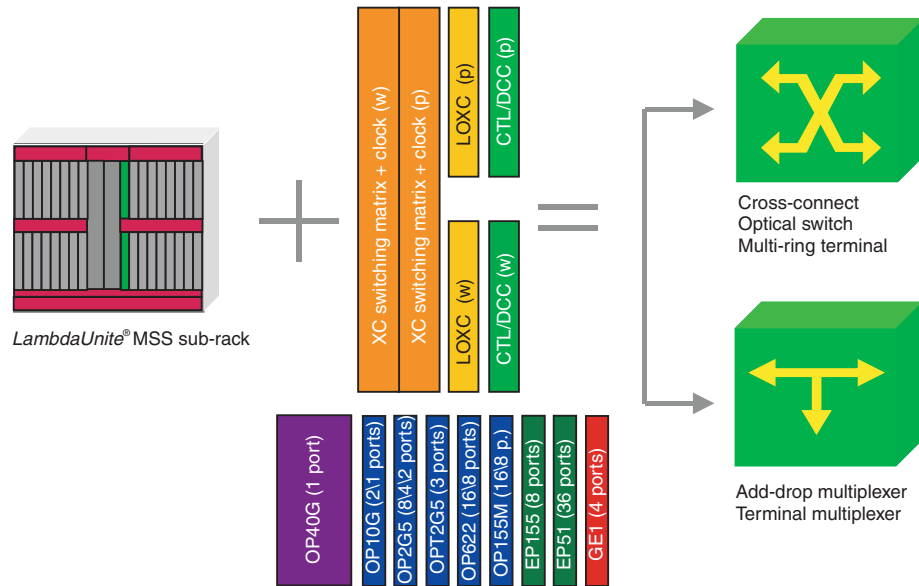 LambdaUnite® MSS sub-rack
XC switching matrix + clock (w)
XC switching matrix + clock (p)
LOXC (p)
CTL/DCC (p)
LOXC (w)
CTL/DCC (w)
OP40G (1 port)
OP10G (2\1 ports)
OP2G5 (8\4\2 ports)
OPT2G5 (3 ports)
OP622 (16\8 ports)
OP155M (16\8 p.)
EP155 (8 ports)
EP51 (36 ports)
GE1 (4 ports)
Cross-connect
Optical switch
Multi-ring terminal
Add-drop multiplexer
Terminal multiplexer